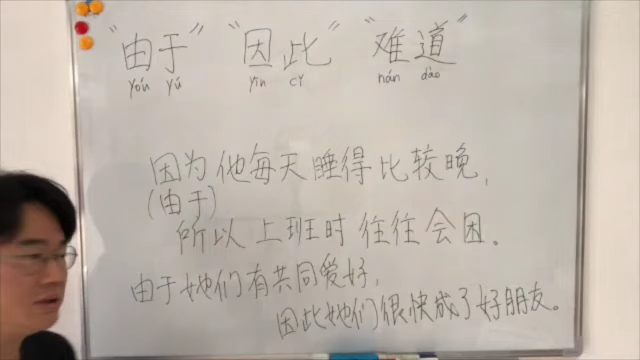 "由于" "因此" "难道"
yóu yú yīn cǐ nán dào
因为他每天睡得比较晚，
(由于)
所以上班时往往会困。
由于她们有共同爱好，
因此她们很快成了好朋友。